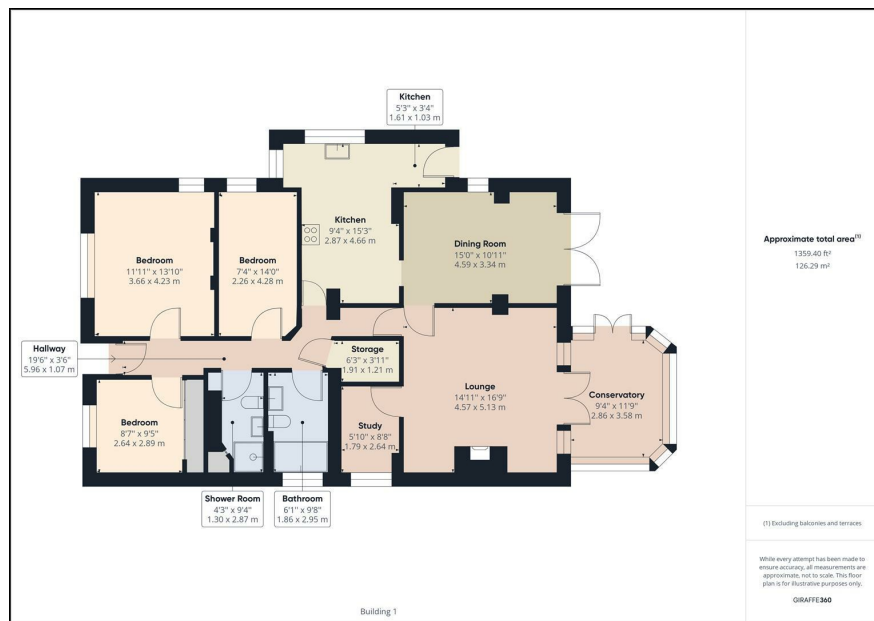 Kitchen
5'3" x 3'4"
1.61 x 1.03 m
Kitchen
9'4" x 15'3"
2.87 x 4.66 m
Dining Room
15'0" x 10'11"
4.59 x 3.34 m
Bedroom
11'11" x 13'10"
3.66 x 4.23 m
Bedroom
7'4" x 14'0"
2.26 x 4.28 m
Hallway
19'6" x 3'6"
5.96 x 1.07 m
Storage
6'3" x 3'11"
1.91 x 1.21 m
Lounge
14'11" x 16'9"
4.57 x 5.13 m
Conservatory
9'4" x 11'9"
2.86 x 3.58 m
Bedroom
8'7" x 9'5"
2.64 x 2.89 m
Study
5'10" x 8'8"
1.79 x 2.64 m
Shower Room
4'3" x 9'4"
1.30 x 2.87 m
Bathroom
6'1" x 9'8"
1.86 x 2.95 m
Building 1
Approximate total area(1)
1359.40 ft²
126.29 m²
(1) Excluding balconies and terraces
While every attempt has been made to
ensure accuracy, all measurements are
approximate, not to scale. This floor
plan is for illustrative purposes only.
GIRAFFE360